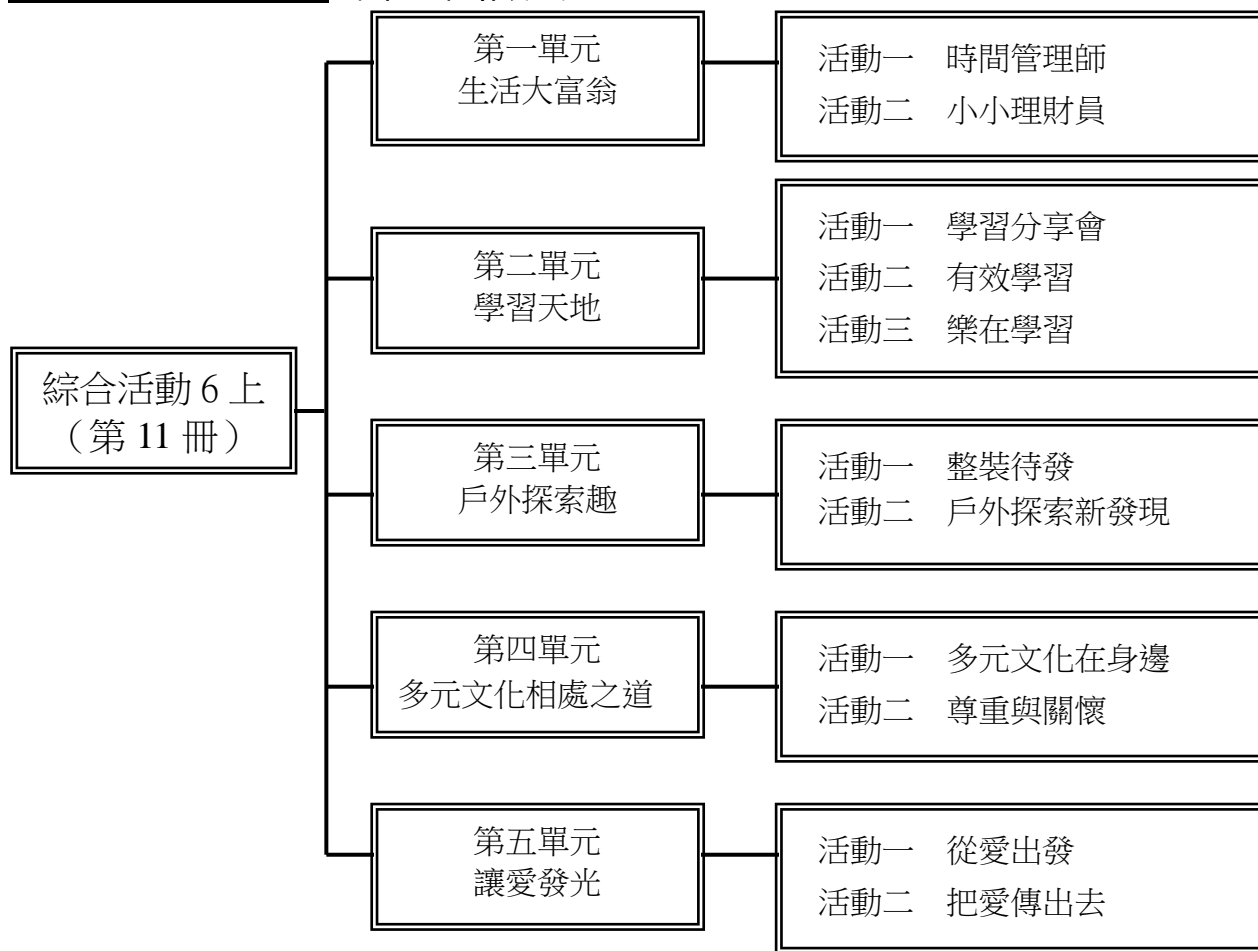 綜合活動 6 上
（第 11 冊）
第一單元
生活大富翁
活動一　時間管理師
活動二　小小理財員
第二單元
學習天地
活動一　學習分享會
活動二　有效學習
活動三　樂在學習
第三單元
戶外探索趣
活動一　整裝待發
活動二　戶外探索新發現
第四單元
多元文化相處之道
活動一　多元文化在身邊
活動二　尊重與關懷
第五單元
讓愛發光
活動一　從愛出發
活動二　把愛傳出去